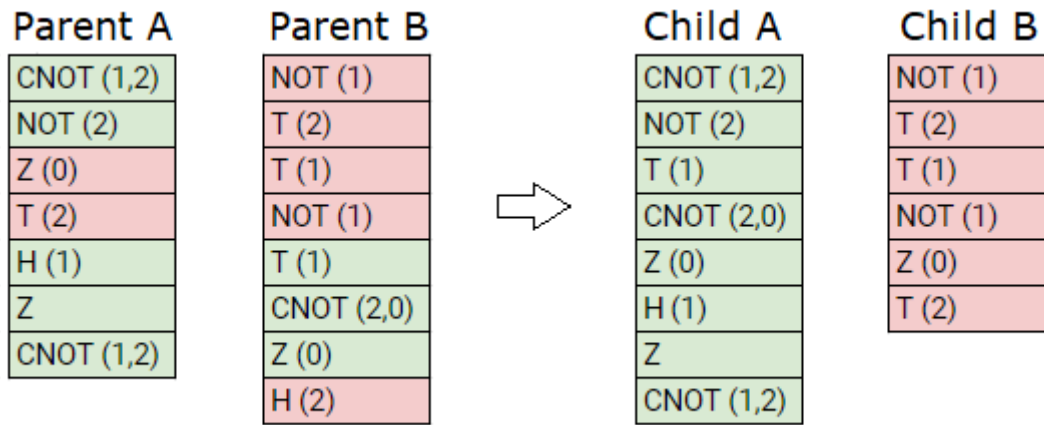 Parent A
CNOT (1,2)
NOT (2)
Z (0)
T (2)
H (1)
Z
CNOT (1,2)
Parent B
NOT (1)
T (2)
T (1)
NOT (1)
T (1)
CNOT (2,0)
Z (0)
H (2)
Child A
CNOT (1,2)
NOT (2)
T (1)
CNOT (2,0)
Z (0)
H (1)
Z
CNOT (1,2)
Child B
NOT (1)
T (2)
T (1)
NOT (1)
Z (0)
T (2)